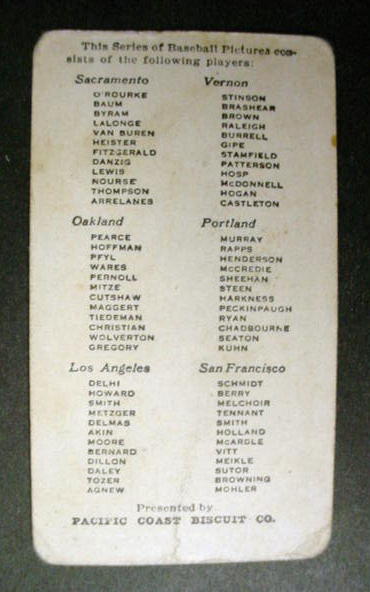 This Series of Baseball Pictures con-
sists of the following players:
Sacramento
O'ROURKE
BAUM
BYRAM
LALONGE
VAN BUREN
HEISTER
FITZGERALD
DANZIG
LEWIS
NOURSE
THOMPSON
ARRELANES
Vernon
STINSON
BRASHEAR
BROWN
RALEIGH
BURRELL
GIPE
STAMFIELD
PATTERSON
HOSP
McDONNELL
HOGAN
CASTLETON
Oakland
PEARCE
HOFFMAN
PFYL
WARES
PERNOLL
MITZE
CUTSHAW
MAGGERT
TIEDEMAN
CHRISTIAN
WOLVERTON
GREGORY
Portland
MURRAY
RAPPS
HENDERSON
McCREDIE
SHEEHAN
STEEN
HARKNESS
PECKINPAUGH
RYAN
CHADBOURNE
SEATON
KUHN
Los Angeles
DELHI
HOWARD
SMITH
METZGER
DELMAS
AKIN
MOORE
BERNARD
DILLON
DALEY
TOZER
AGNEW
San Francisco
SCHMIDT
BERRY
MELCHOIR
TENNANT
SMITH
HOLLAND
McARDLE
VITT
MEIKLE
SUTOR
BROWNING
MOHLER
Presented by
PACIFIC COAST BISCUIT CO.